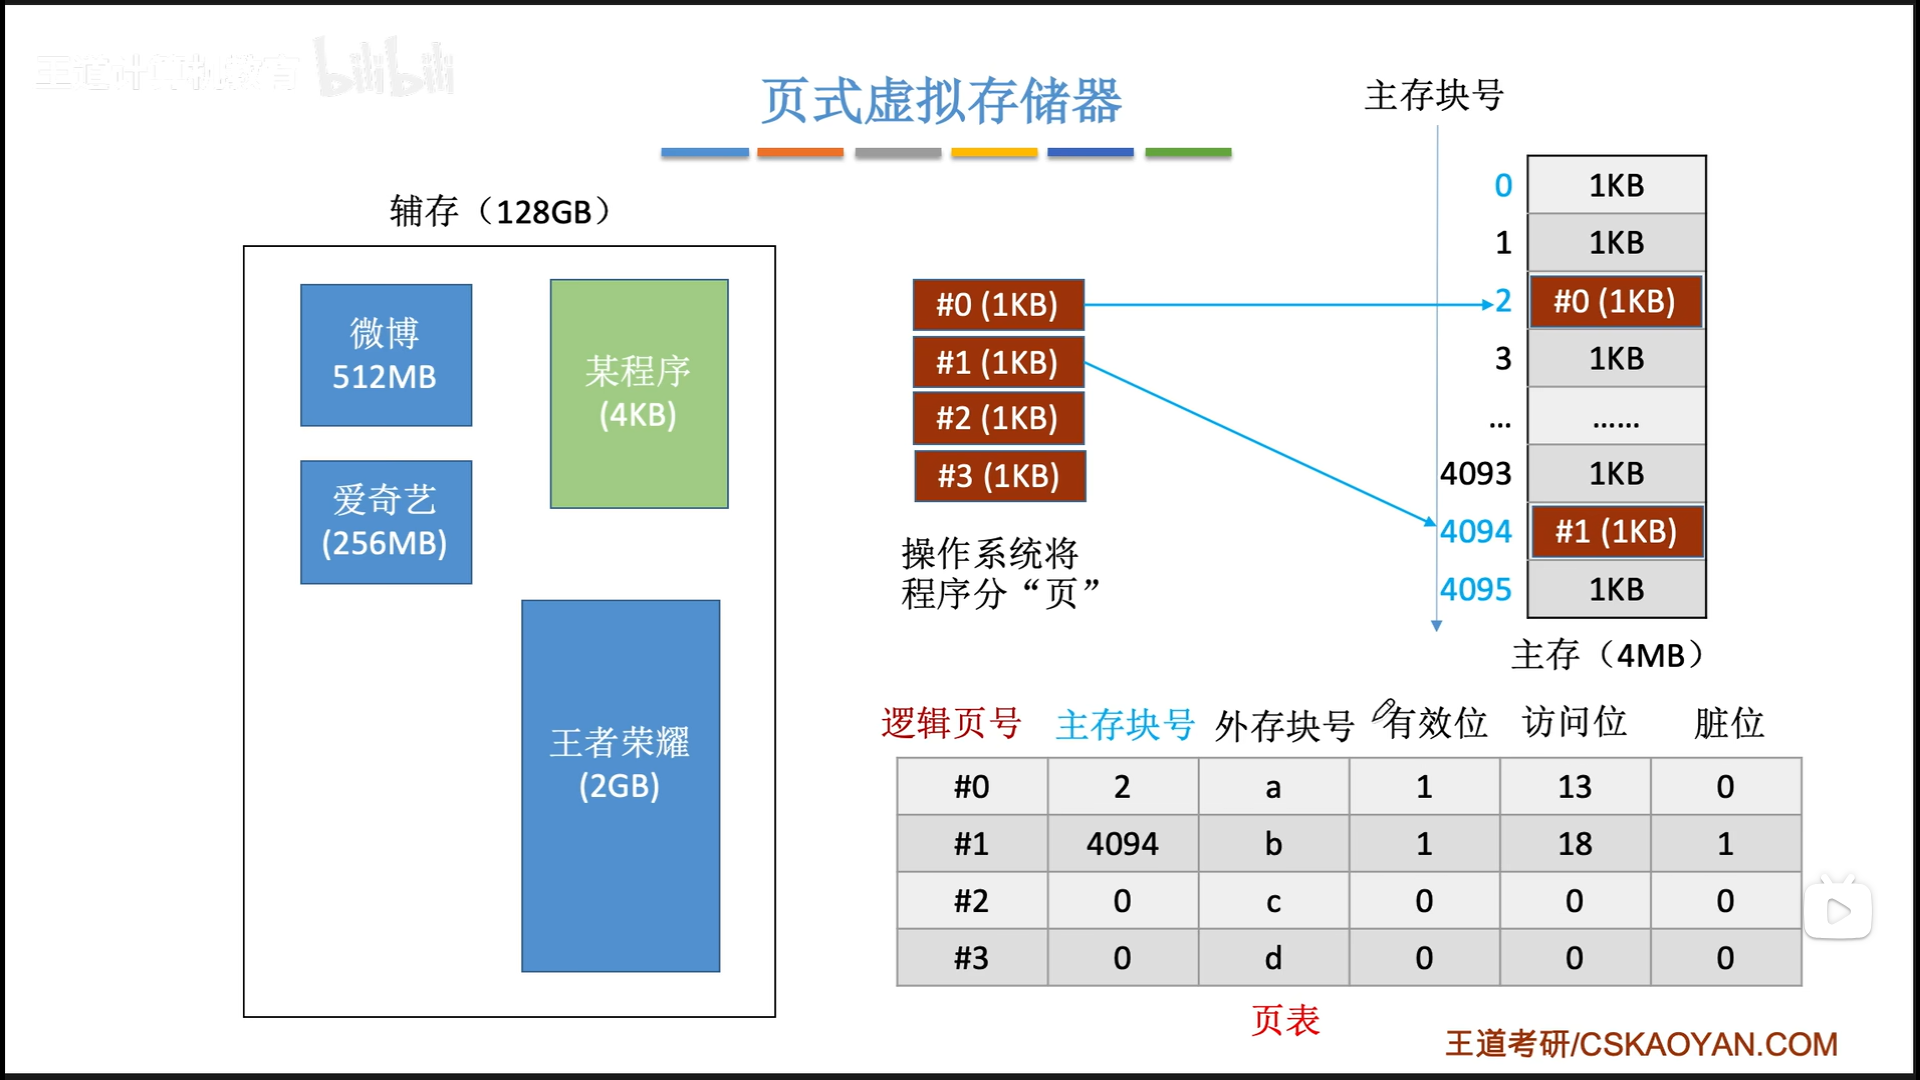 王道计算机教育 bilibili
页式虚拟存储器
主存块号
辅存（128GB）
微博
512MB
某程序
(4KB)
爱奇艺
(256MB)
王者荣耀
(2GB)
#0 (1KB)
#1 (1KB)
#2 (1KB)
#3 (1KB)
操作系统将
程序分“页”
0 1KB
1 1KB
2 #0 (1KB)
3 1KB
... ......
4093 1KB
4094 #1 (1KB)
4095 1KB
主存（4MB）
逻辑页号 主存块号 外存块号 有效位 访问位 脏位
#0 2 a 1 13 0
#1 4094 b 1 18 1
#2 0 c 0 0 0
#3 0 d 0 0 0
页表
王道考研/CSKAOYAN.COM